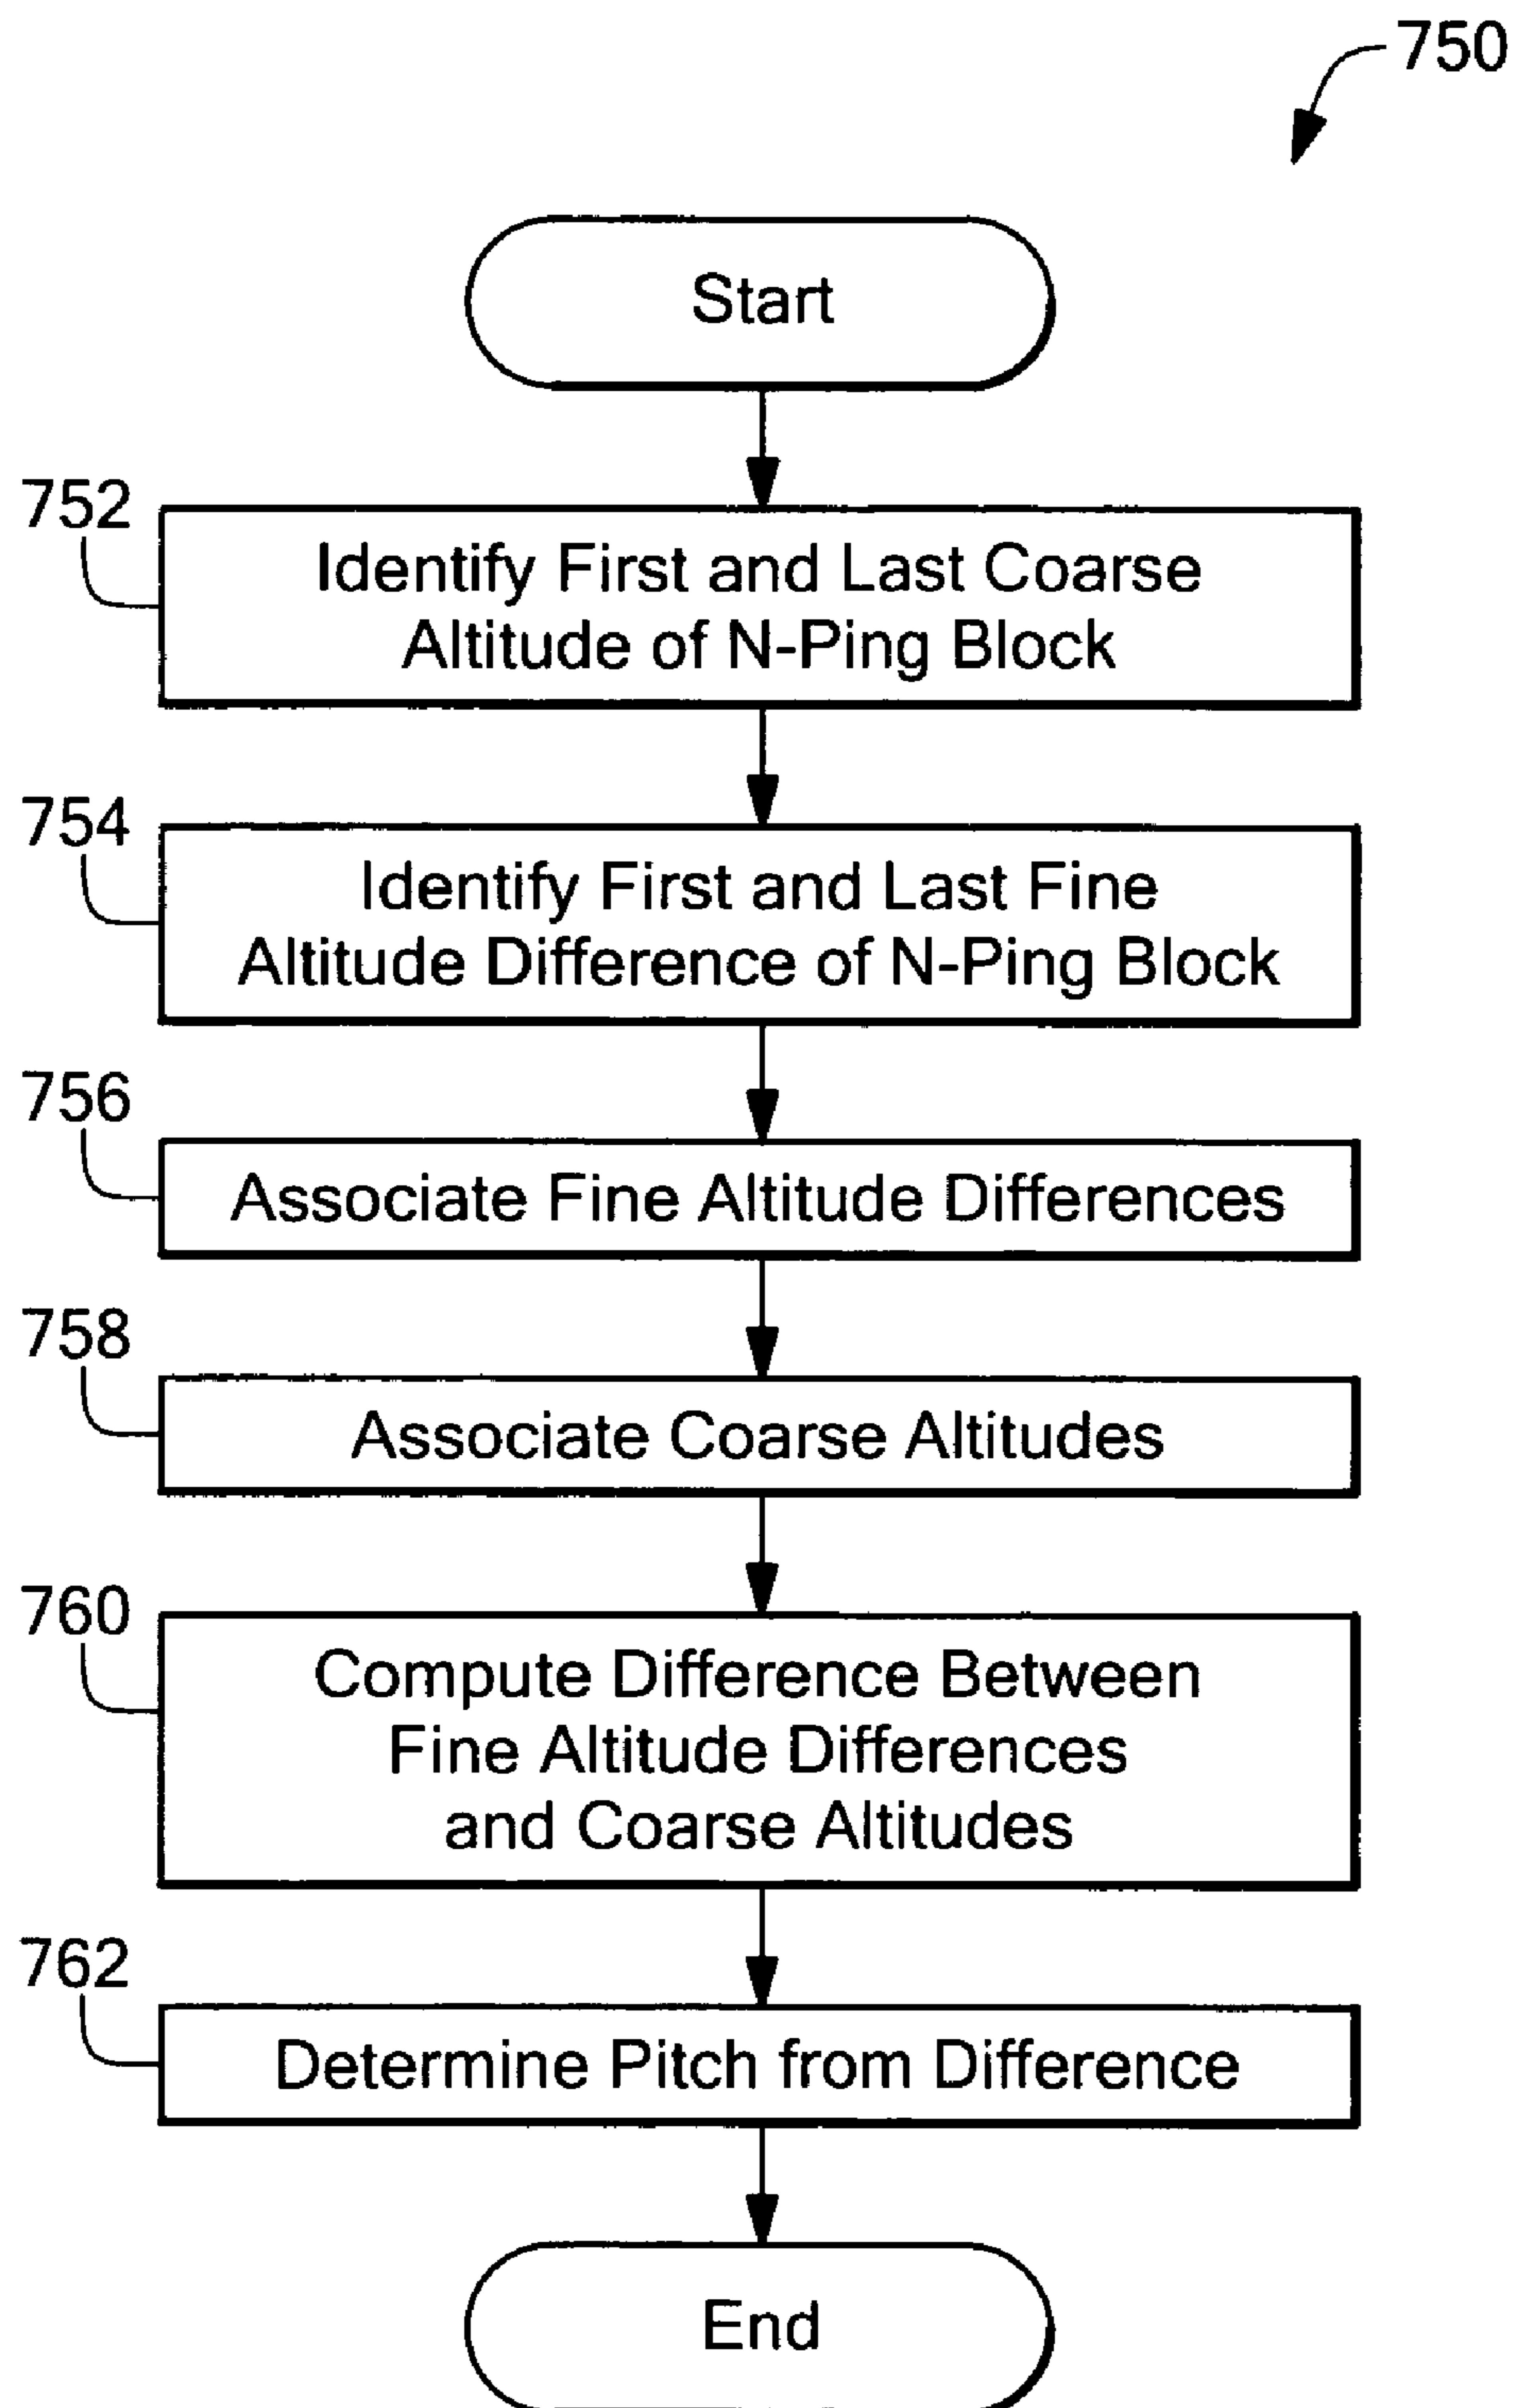 750
Start
752
Identify First and Last Coarse
Altitude of N-Ping Block
754
Identify First and Last Fine
Altitude Difference of N-Ping Block
756
Associate Fine Altitude Differences
758
Associate Coarse Altitudes
760
Compute Difference Between
Fine Altitude Differences
and Coarse Altitudes
762
Determine Pitch from Difference
End